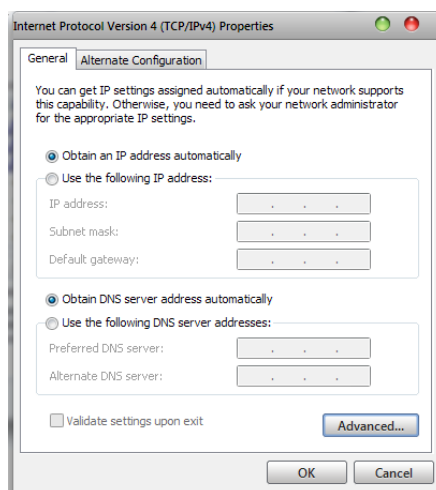 Internet Protocol Version 4 (TCP/IPv4) Properties
General
Alternate Configuration
You can get IP settings assigned automatically if your network supports
this capability. Otherwise, you need to ask your network administrator
for the appropriate IP settings.
Obtain an IP address automatically
Use the following IP address:
IP address:
Subnet mask:
Default gateway:
Obtain DNS server address automatically
Use the following DNS server addresses:
Preferred DNS server:
Alternate DNS server:
Validate settings upon exit
Advanced...
OK
Cancel